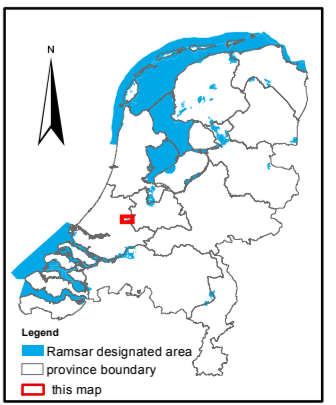 N
Legend
Ramsar designated area
province boundary
this map